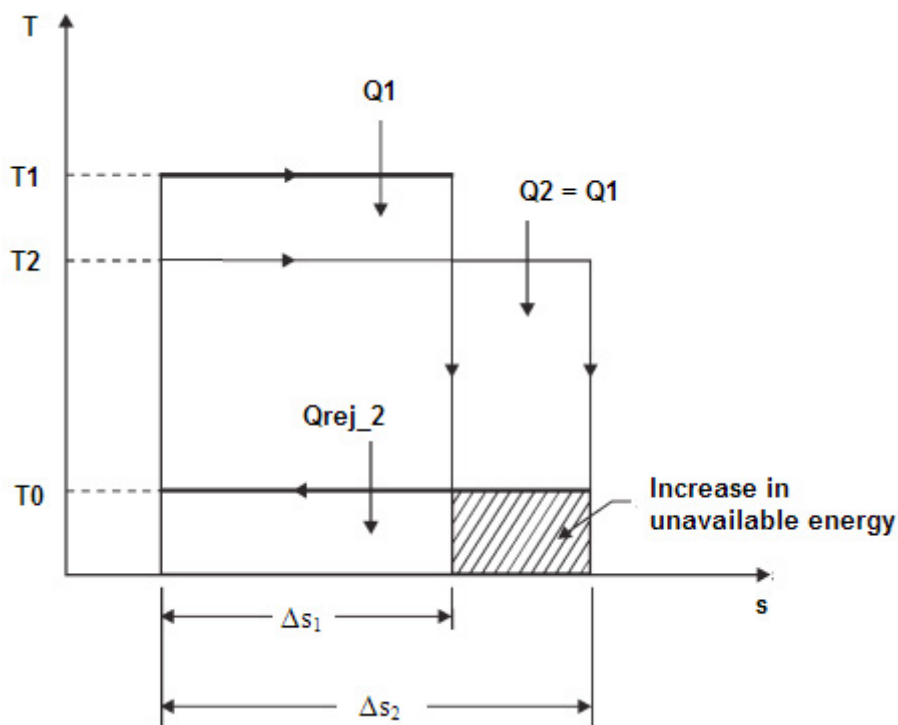 T
Q1
T1
Q2 = Q1
T2
Qrej_2
T0
Increase in
unavailable energy
s
Δs₁
Δs₂